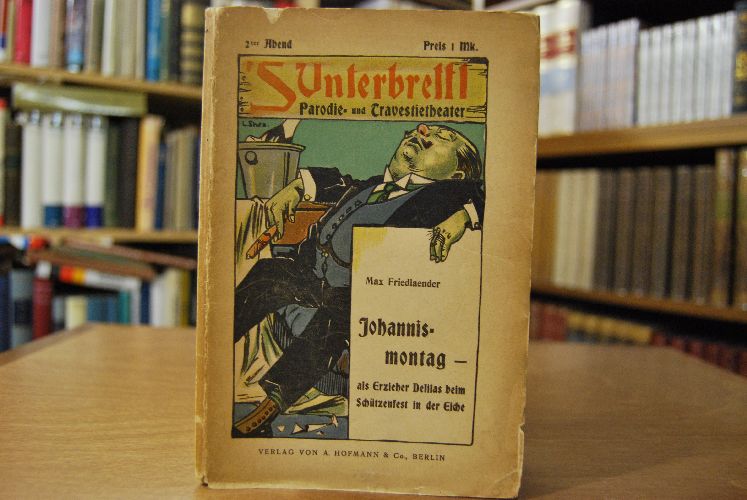 2ter Abend Preis 1 Mk.
'S Unterbrettl
Parodie- und Travestietheater
Max Friedlaender
Johannis-
montag —
als Erzieher Delilas beim
Schützenfest in der Eiche
VERLAG VON A. HOFMANN & Co., BERLIN